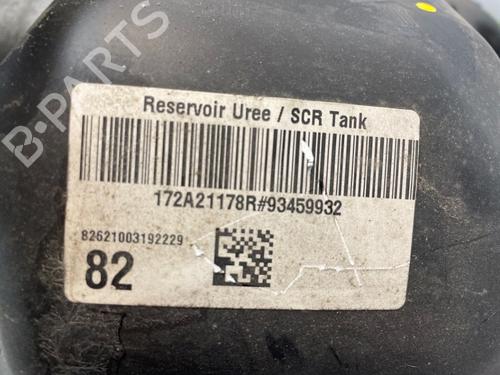 B-PARTS
Reservoir Uree / SCR Tank
172A21178R#93459932
82621003192229
82